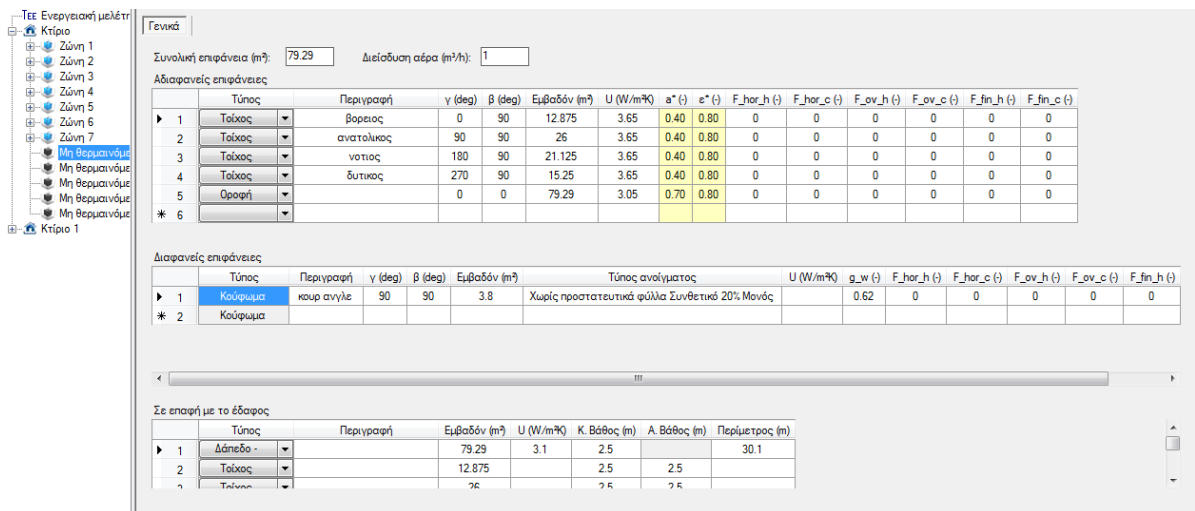 TEE Ενεργειακή μελέτη
Κτίριο
Ζώνη 1
Ζώνη 2
Ζώνη 3
Ζώνη 4
Ζώνη 5
Ζώνη 6
Ζώνη 7
Μη θερμαινόμε
Μη θερμαινόμε
Μη θερμαινόμε
Μη θερμαινόμε
Μη θερμαινόμε
Κτίριο 1
Γενικά
Συνολική επιφάνεια (m²): 79.29 Διείσδυση αέρα (m³/h): 1
Αδιαφανείς επιφάνειες
Τύπος Περιγραφή γ (deg) β (deg) Εμβαδόν (m²) U (W/m²K) a* (-) ε* (-) F_hor_h (-) F_hor_c (-) F_ov_h (-) F_ov_c (-) F_fin_h (-) F_fin_c (-)
1 Τοίχος βορειος 0 90 12.875 3.65 0.40 0.80 0 0 0 0 0 0
2 Τοίχος ανατολικος 90 90 26 3.65 0.40 0.80 0 0 0 0 0 0
3 Τοίχος νοτιος 180 90 21.125 3.65 0.40 0.80 0 0 0 0 0 0
4 Τοίχος δυτικος 270 90 15.25 3.65 0.40 0.80 0 0 0 0 0 0
5 Οροφή 0 0 79.29 3.05 0.70 0.80 0 0 0 0 0 0
* 6
Διαφανείς επιφάνειες
Τύπος Περιγραφή γ (deg) β (deg) Εμβαδόν (m²) Τύπος ανοίγματος U (W/m²K) g_w (-) F_hor_h (-) F_hor_c (-) F_ov_h (-) F_ov_c (-) F_fin_h (-)
1 Κούφωμα κουρ ανγλε 90 90 3.8 Χωρίς προστατευτικά φύλλα Συνθετικό 20% Μονός 0.62 0 0 0 0 0
* 2 Κούφωμα
Σε επαφή με το έδαφος
Τύπος Περιγραφή Εμβαδόν (m²) U (W/m²K) Κ. Βάθος (m) Α. Βάθος (m) Περίμετρος (m)
1 Δάπεδο - 79.29 3.1 2.5 30.1
2 Τοίχος 12.875 2.5 2.5
3 Τοίχος 26 2.5 2.5